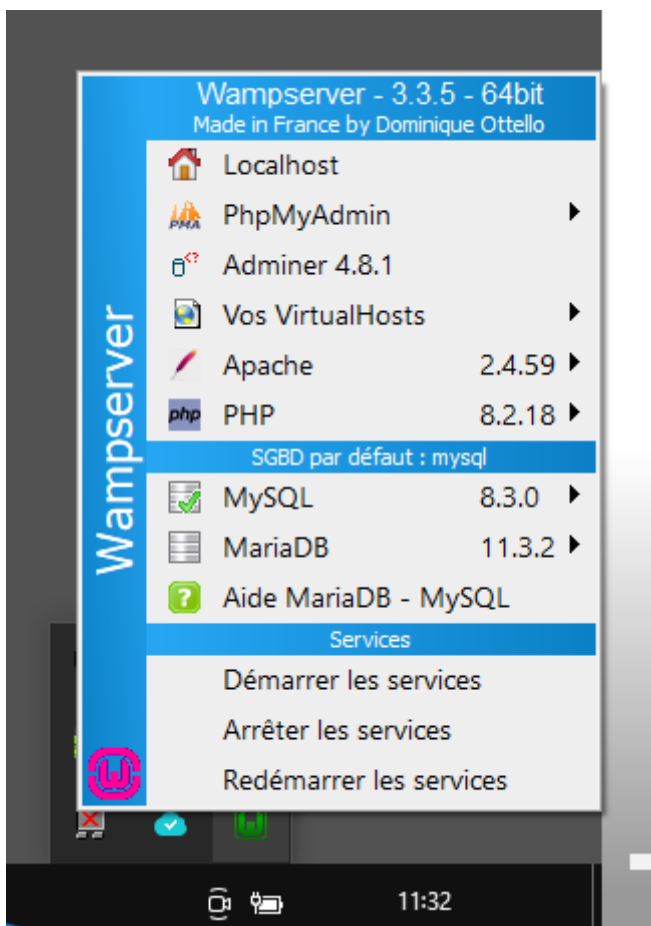 Wampserver - 3.3.5 - 64bit
Made in France by Dominique Ottello
Wampserver
Localhost
PMA PhpMyAdmin
Adminer 4.8.1
Vos VirtualHosts
Apache 2.4.59
php PHP 8.2.18
SGBD par défaut : mysql
MySQL 8.3.0
MariaDB 11.3.2
? Aide MariaDB - MySQL
Services
Démarrer les services
Arrêter les services
Redémarrer les services
11:32